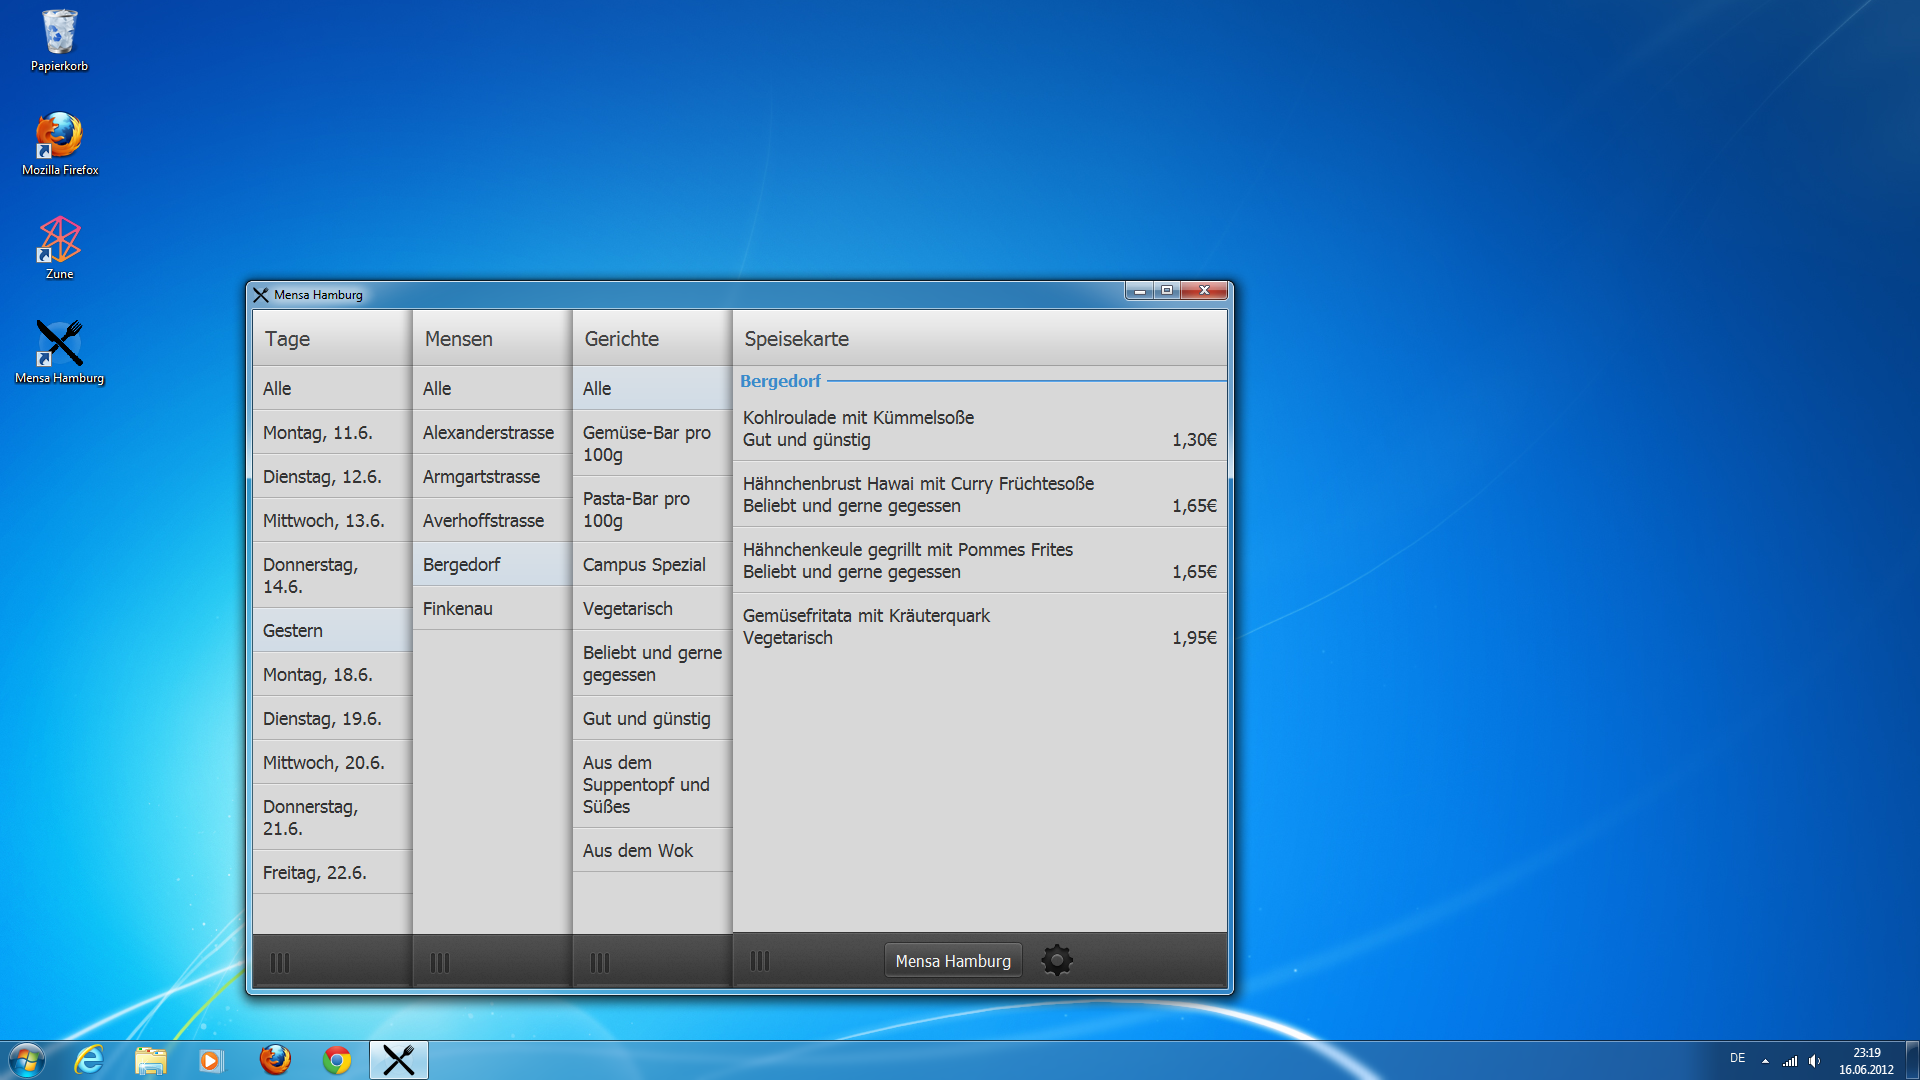 Papierkorb
Mozilla Firefox
Zune
Mensa Hamburg
Mensa Hamburg
Tage
Alle
Montag, 11.6.
Dienstag, 12.6.
Mittwoch, 13.6.
Donnerstag,
14.6.
Gestern
Montag, 18.6.
Dienstag, 19.6.
Mittwoch, 20.6.
Donnerstag,
21.6.
Freitag, 22.6.
Mensen
Alle
Alexanderstrasse
Armgartstrasse
Averhoffstrasse
Bergedorf
Finkenau
Gerichte
Alle
Gemüse-Bar pro
100g
Pasta-Bar pro
100g
Campus Spezial
Vegetarisch
Beliebt und gerne
gegessen
Gut und günstig
Aus dem
Suppentopf und
Süßes
Aus dem Wok
Speisekarte
Bergedorf
Kohlroulade mit Kümmelsoße
Gut und günstig 1,30€
Hähnchenbrust Hawai mit Curry Früchtesoße
Beliebt und gerne gegessen 1,65€
Hähnchenkeule gegrillt mit Pommes Frites
Beliebt und gerne gegessen 1,65€
Gemüsefritata mit Kräuterquark
Vegetarisch 1,95€
Mensa Hamburg
DE
23:19
16.06.2012